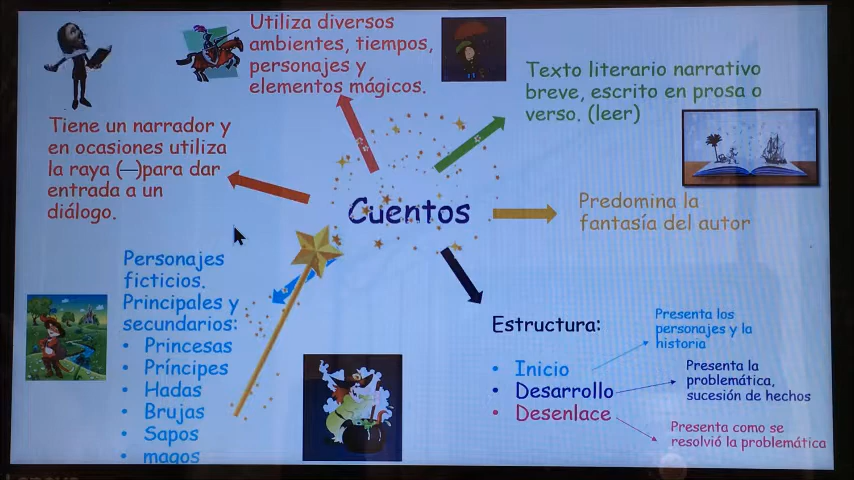 Utiliza diversos
ambientes, tiempos,
personajes y
elementos mágicos.
Texto literario narrativo
breve, escrito en prosa o
verso. (leer)
Tiene un narrador y
en ocasiones utiliza
la raya (—)para dar
entrada a un
diálogo.
Cuentos
Predomina la
fantasía del autor
Personajes
ficticios.
Principales y
secundarios:
• Princesas
• Príncipes
• Hadas
• Brujas
• Sapos
• magos
Estructura:
• Inicio
• Desarrollo
• Desenlace
Presenta los
personajes y la
historia
Presenta la
problemática,
sucesión de hechos
Presenta como se
resolvió la problemática